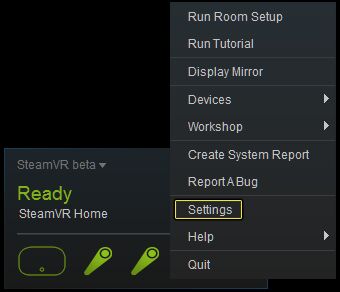 Run Room Setup
Run Tutorial
Display Mirror
Devices
Workshop
Create System Report
Report A Bug
Settings
Help
Quit
SteamVR beta
Ready
SteamVR Home